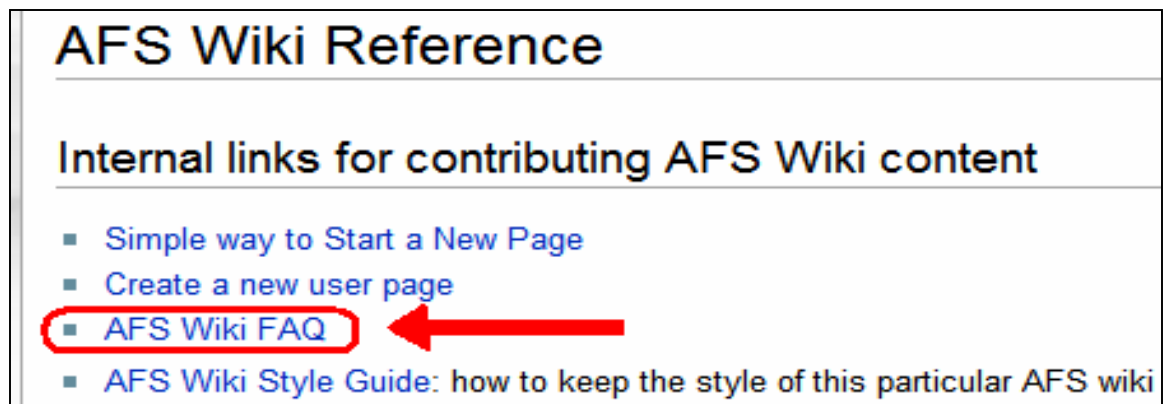 AFS Wiki Reference
Internal links for contributing AFS Wiki content
Simple way to Start a New Page
Create a new user page
AFS Wiki FAQ
AFS Wiki Style Guide: how to keep the style of this particular AFS wiki